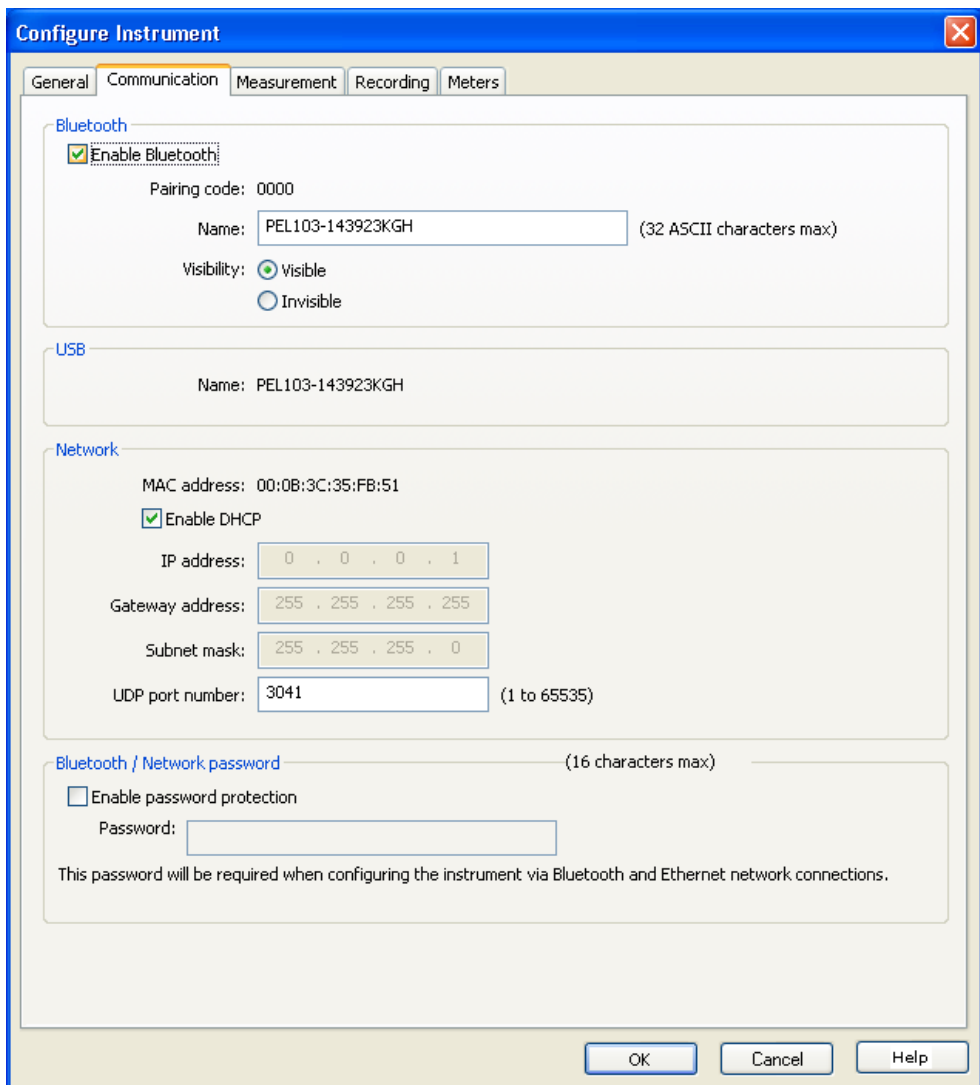 Configure Instrument
General Communication Measurement Recording Meters
Bluetooth
Enable Bluetooth
Pairing code: 0000
Name: PEL103-143923KGH (32 ASCII characters max)
Visibility: Visible
Invisible
USB
Name: PEL103-143923KGH
Network
MAC address: 00:0B:3C:35:FB:51
Enable DHCP
IP address: 0 . 0 . 0 . 1
Gateway address: 255 . 255 . 255 . 255
Subnet mask: 255 . 255 . 255 . 0
UDP port number: 3041 (1 to 65535)
Bluetooth / Network password (16 characters max)
Enable password protection
Password:
This password will be required when configuring the instrument via Bluetooth and Ethernet network connections.
OK Cancel Help